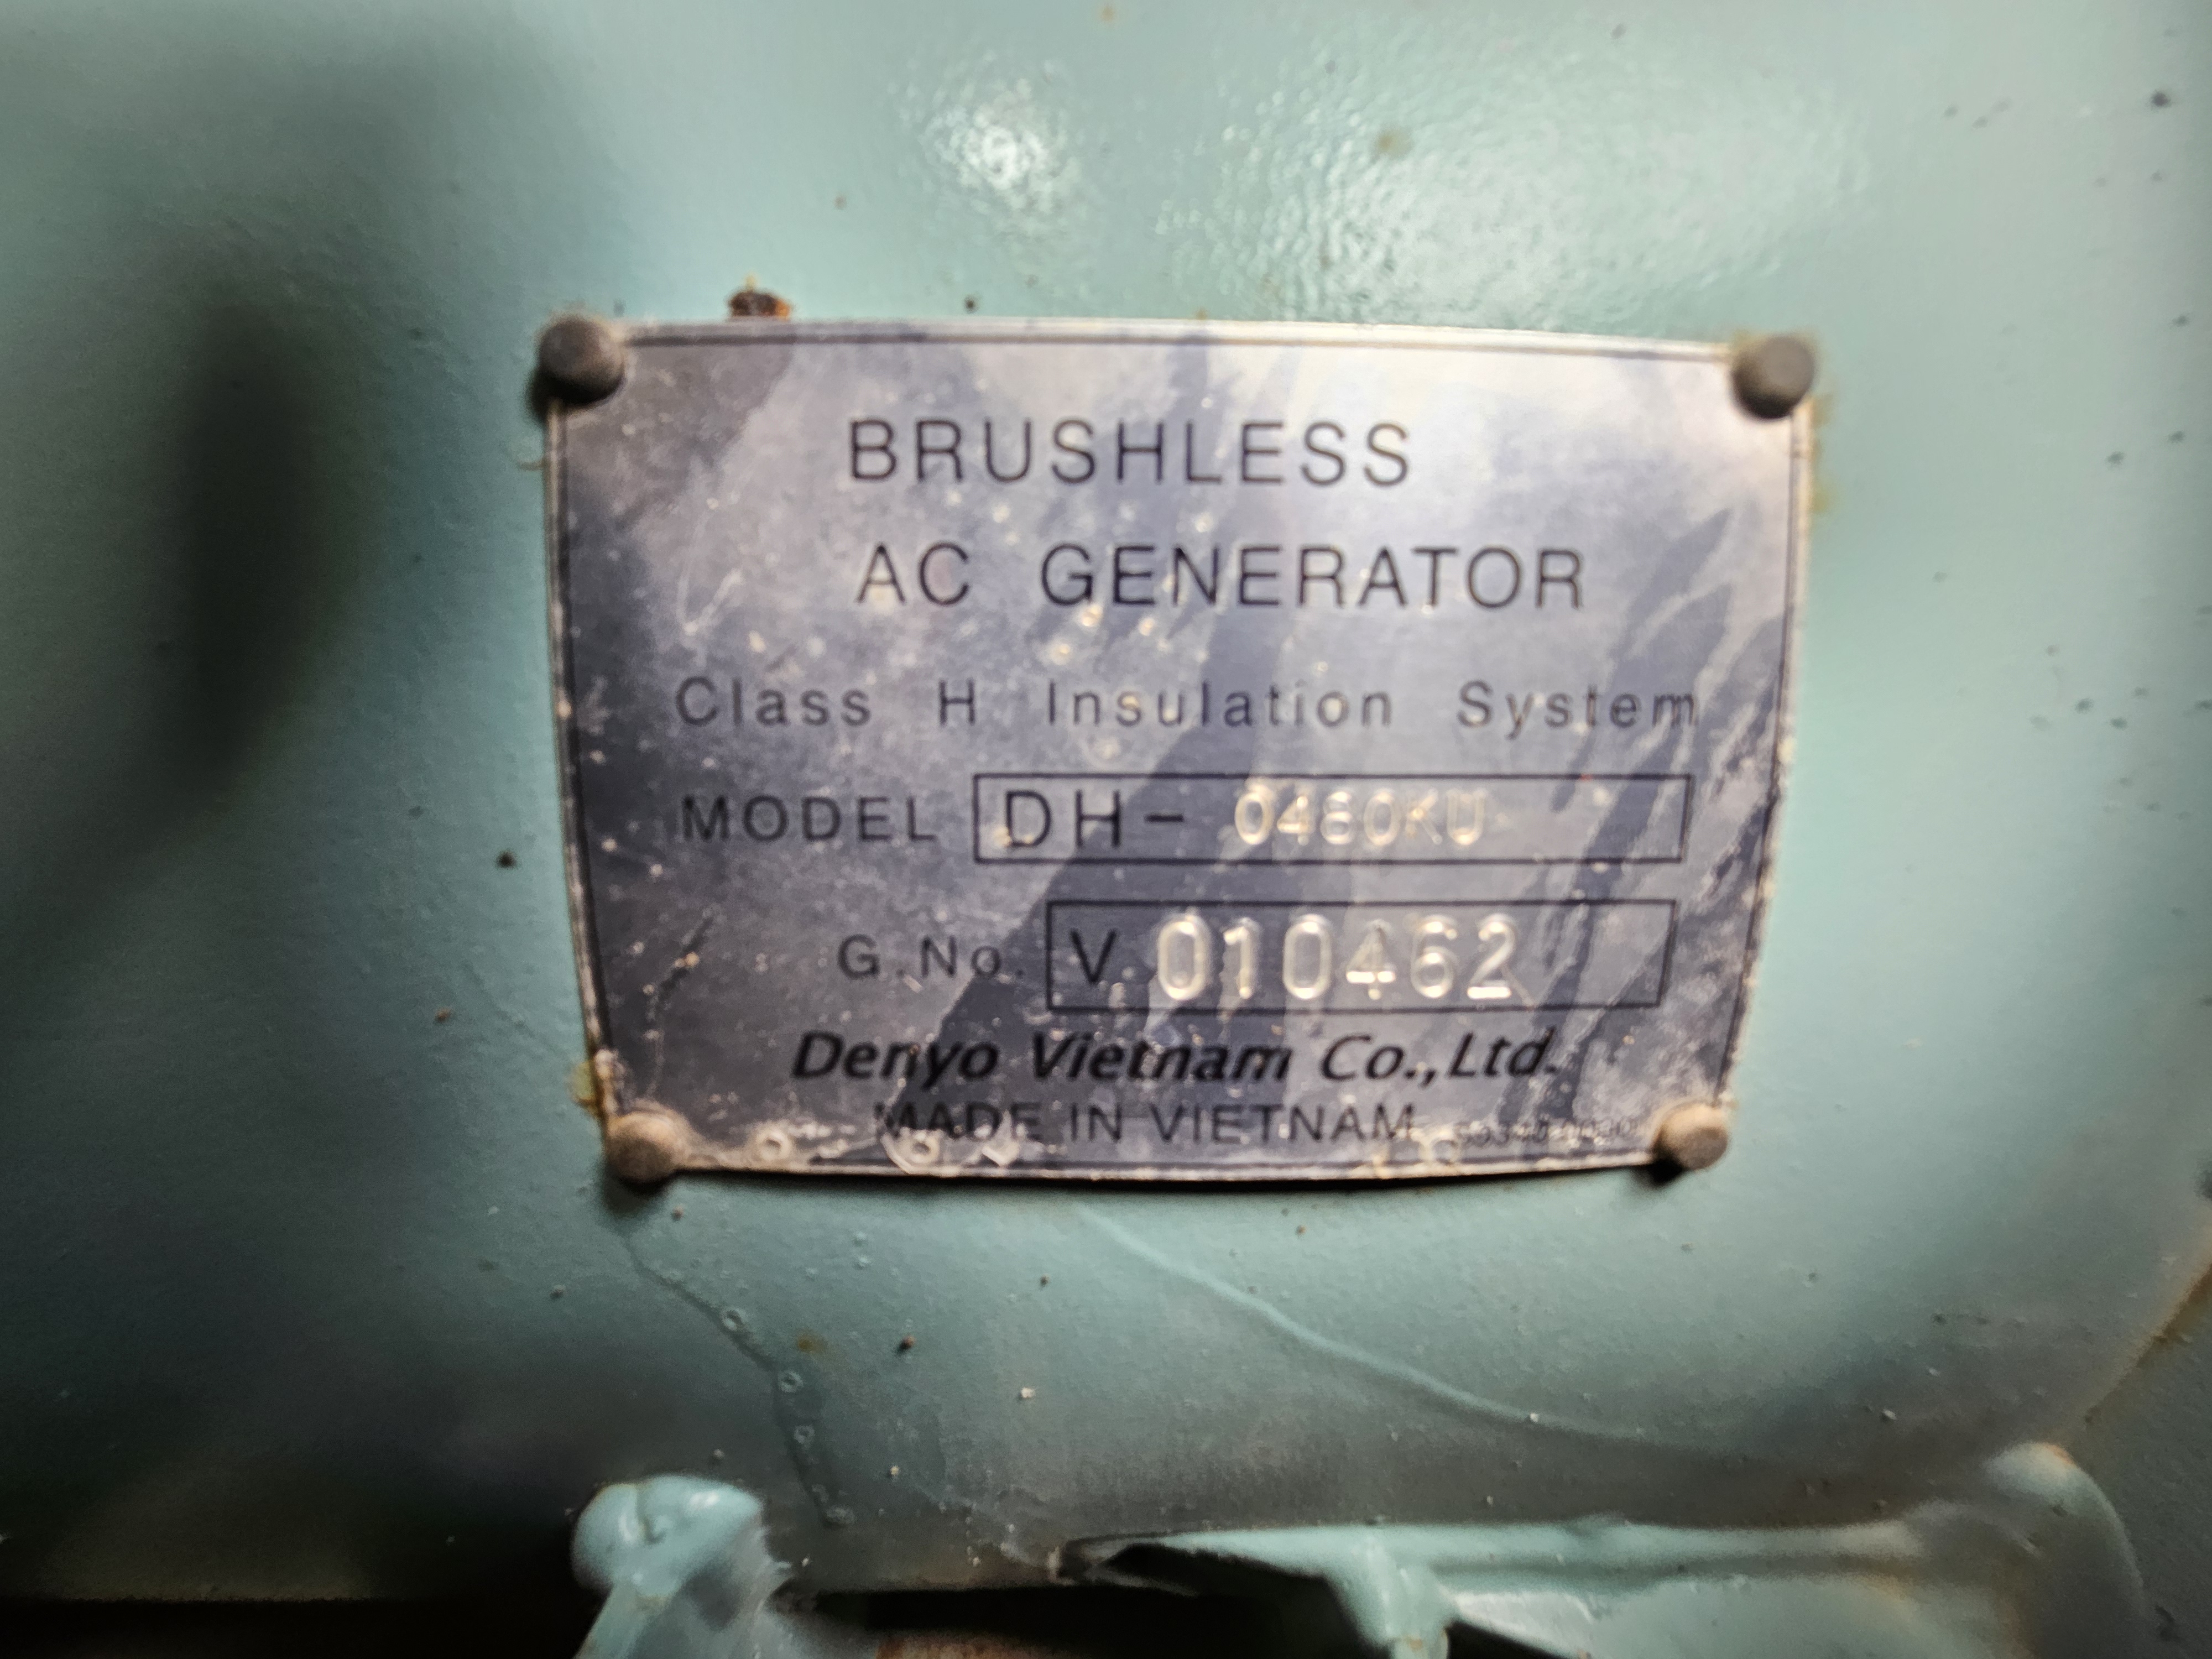 BRUSHLESS
AC GENERATOR
Class H Insulation System
MODEL DH- 0480KU
G.No. V 010462
Denyo Vietnam Co.,Ltd.
MADE IN VIETNAM